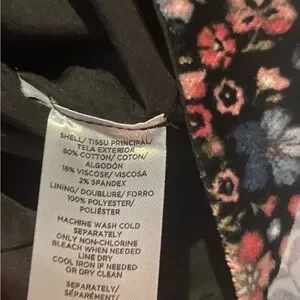 SHELL/ TISSU PRINCIPAL/
TELA EXTERIOR
80% COTTON/ COTON/
ALGODÓN
18% VISCOSE/ VISCOSA
2% SPANDEX
LINING/ DOUBLURE/ FORRO
100% POLYESTER/
POLIÉSTER
MACHINE WASH COLD
SEPARATELY
ONLY NON-CHLORINE
BLEACH WHEN NEEDED
LINE DRY
COOL IRON IF NEEDED
OR DRY CLEAN
SEPARATELY/
SÉPARÉMENT/